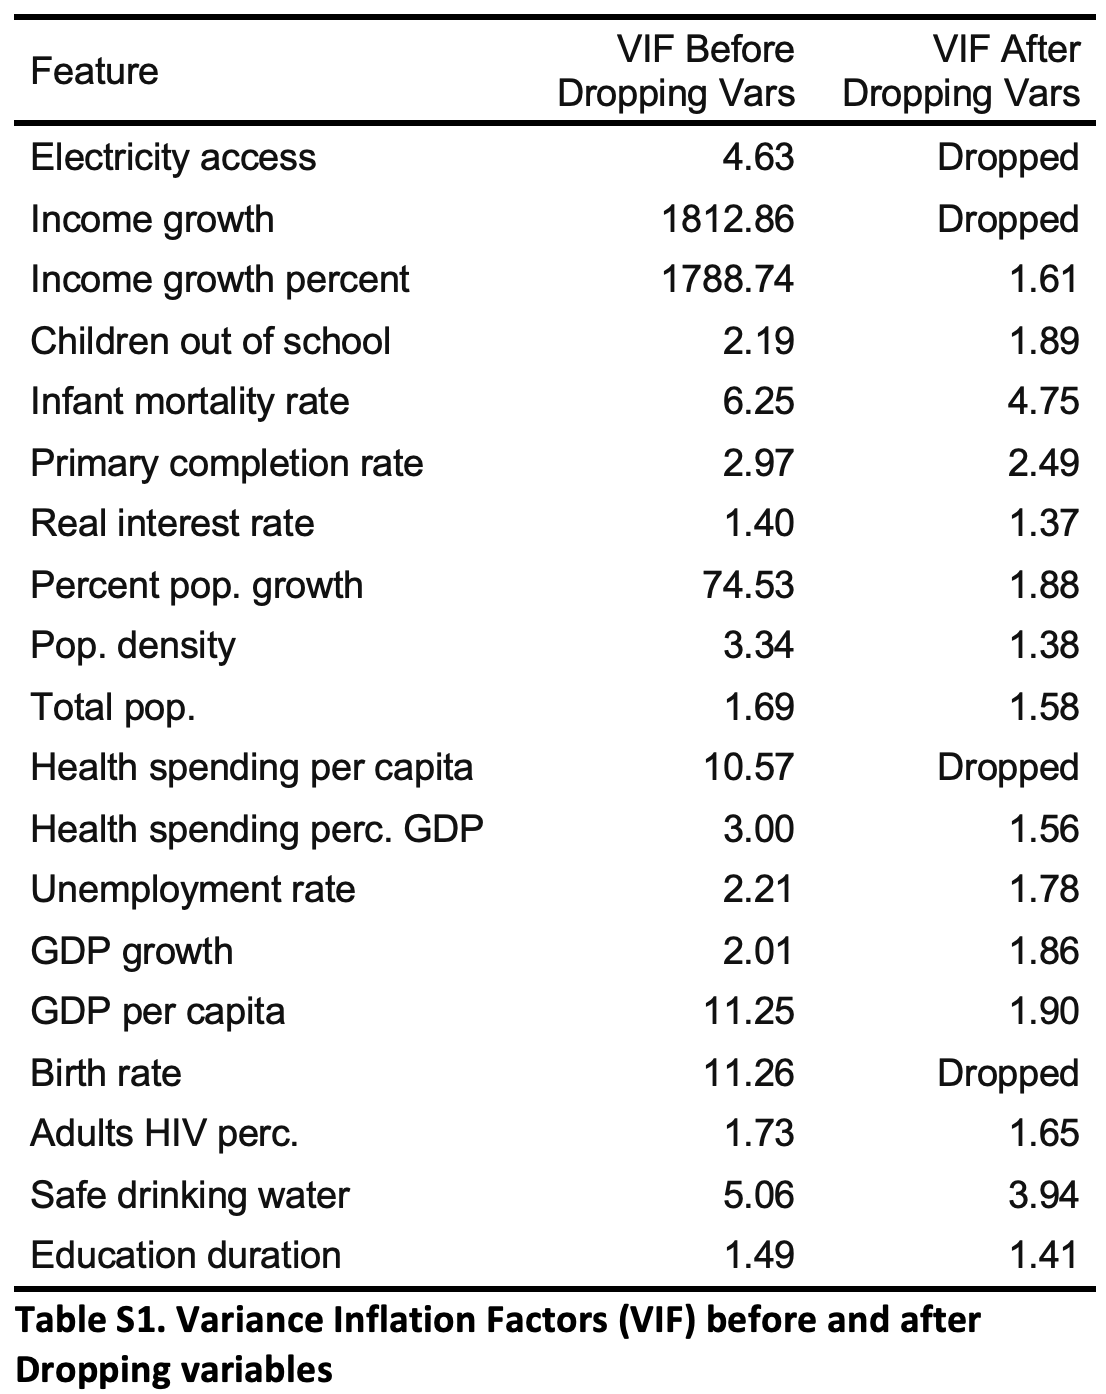 Feature VIF Before Dropping Vars VIF After Dropping Vars
Electricity access 4.63 Dropped
Income growth 1812.86 Dropped
Income growth percent 1788.74 1.61
Children out of school 2.19 1.89
Infant mortality rate 6.25 4.75
Primary completion rate 2.97 2.49
Real interest rate 1.40 1.37
Percent pop. growth 74.53 1.88
Pop. density 3.34 1.38
Total pop. 1.69 1.58
Health spending per capita 10.57 Dropped
Health spending perc. GDP 3.00 1.56
Unemployment rate 2.21 1.78
GDP growth 2.01 1.86
GDP per capita 11.25 1.90
Birth rate 11.26 Dropped
Adults HIV perc. 1.73 1.65
Safe drinking water 5.06 3.94
Education duration 1.49 1.41
Table S1. Variance Inflation Factors (VIF) before and after
Dropping variables